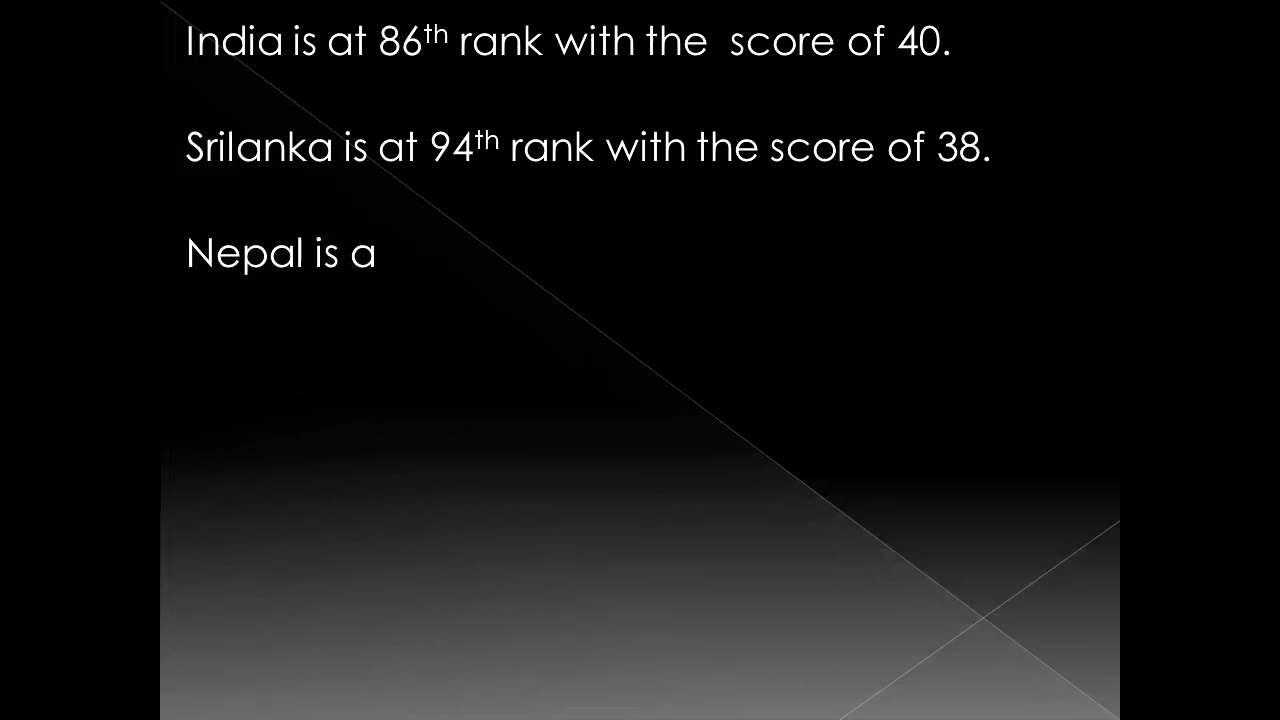 India is at 86th rank with the  score of 40.
Srilanka is at 94th rank with the score of 38.
Nepal is a